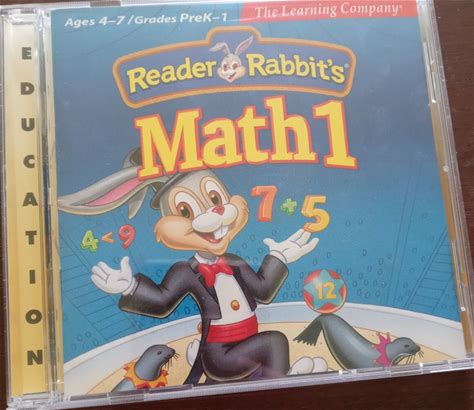 EDUCATION
Ages 4–7 / Grades PreK–1
The Learning Company®
Reader Rabbit's®
Math 1
7+5
4<9
12